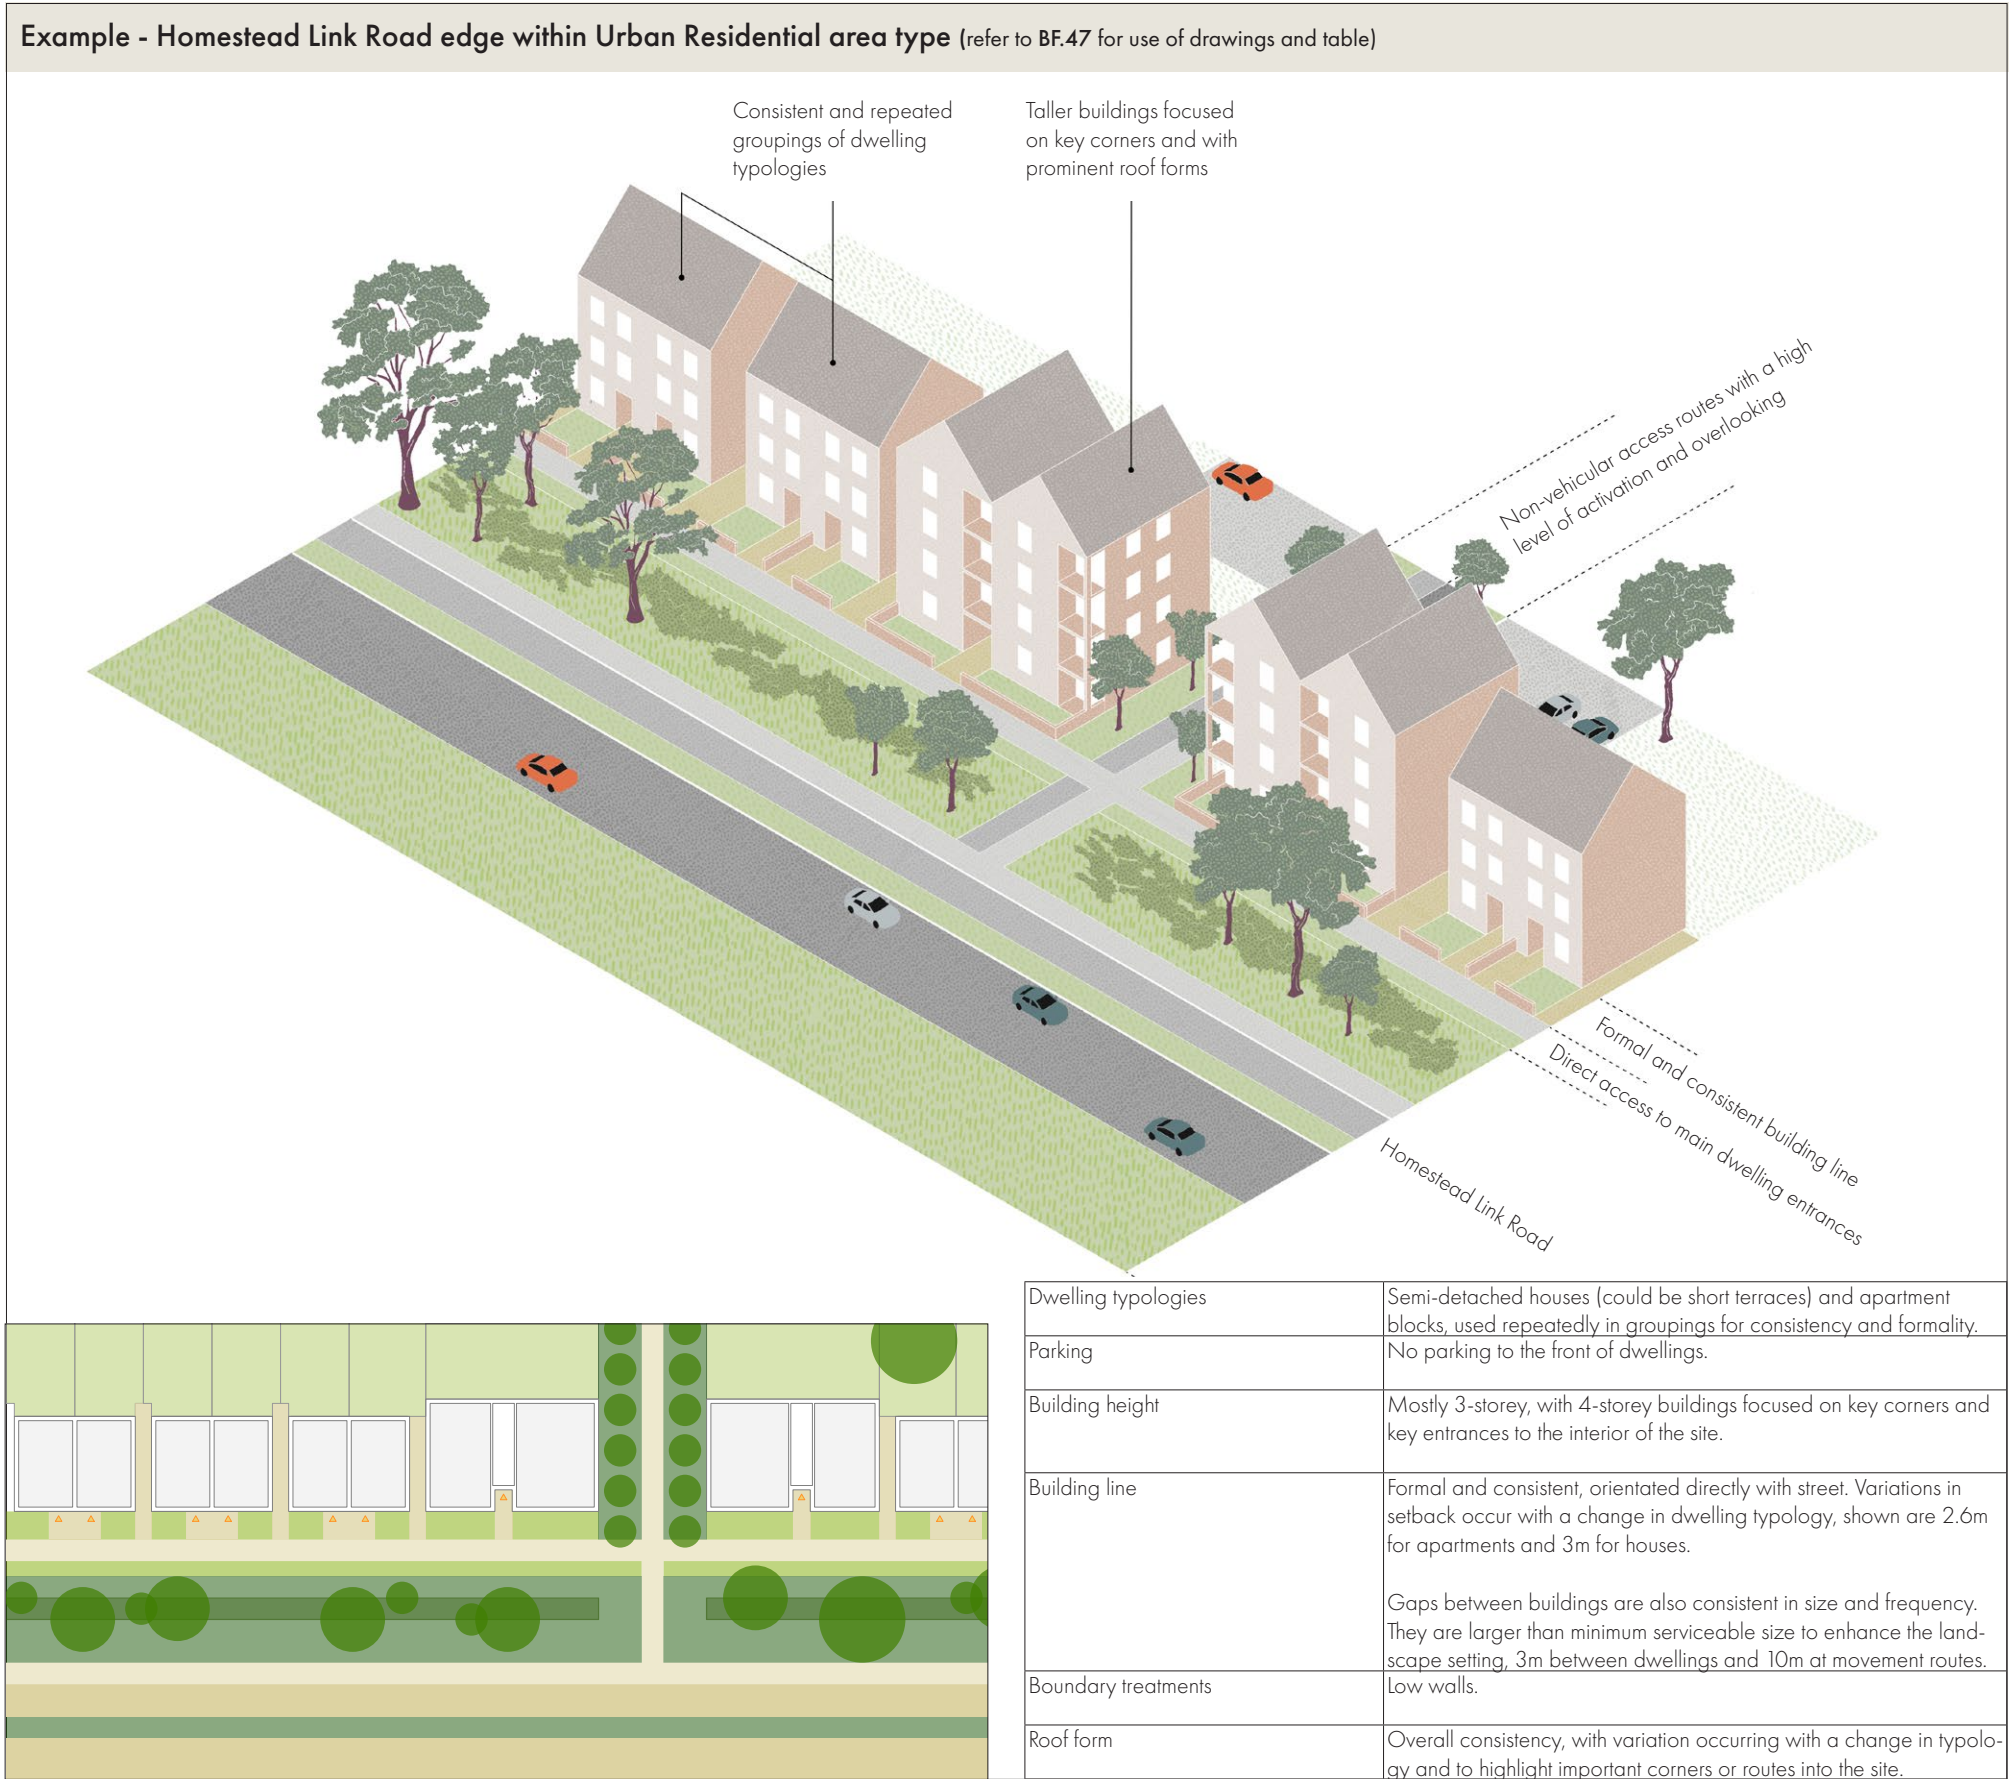 Example - Homestead Link Road edge within Urban Residential area type (refer to BF.47 for use of drawings and table)
Consistent and repeated
groupings of dwelling
typologies
Taller buildings focused
on key corners and with
prominent roof forms
Non-vehicular access routes with a high
level of activation and overlooking
Formal and consistent building line
Direct access to main dwelling entrances
Homestead Link Road
Dwelling typologies
Semi-detached houses (could be short terraces) and apartment
blocks, used repeatedly in groupings for consistency and formality.
Parking
No parking to the front of dwellings.
Building height
Mostly 3-storey, with 4-storey buildings focused on key corners and
key entrances to the interior of the site.
Building line
Formal and consistent, orientated directly with street. Variations in
setback occur with a change in dwelling typology, shown are 2.6m
for apartments and 3m for houses.
Gaps between buildings are also consistent in size and frequency.
They are larger than minimum serviceable size to enhance the land-
scape setting, 3m between dwellings and 10m at movement routes.
Boundary treatments
Low walls.
Roof form
Overall consistency, with variation occurring with a change in typolo-
gy and to highlight important corners or routes into the site.